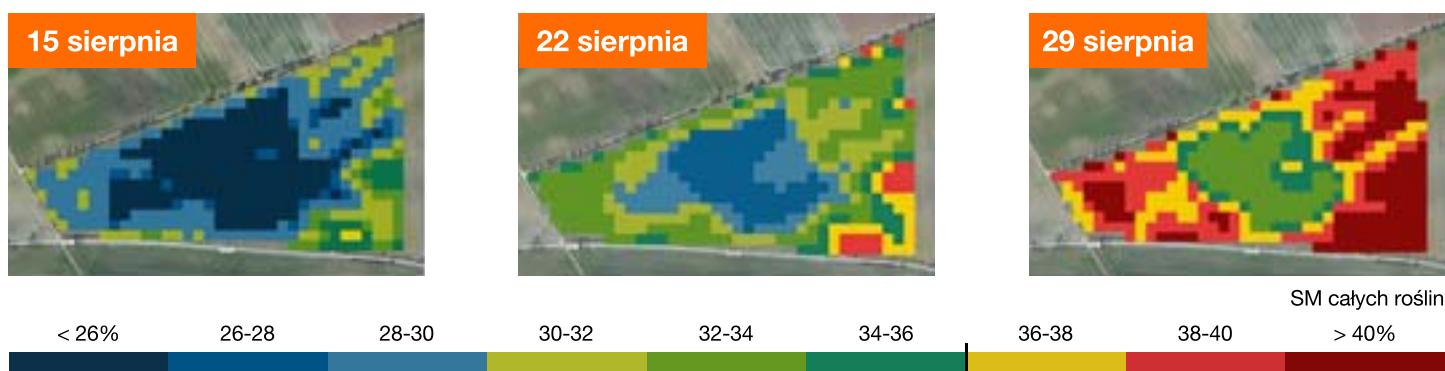 15 sierpnia
22 sierpnia
29 sierpnia
SM całych roślin
< 26%
26-28
28-30
30-32
32-34
34-36
36-38
38-40
> 40%